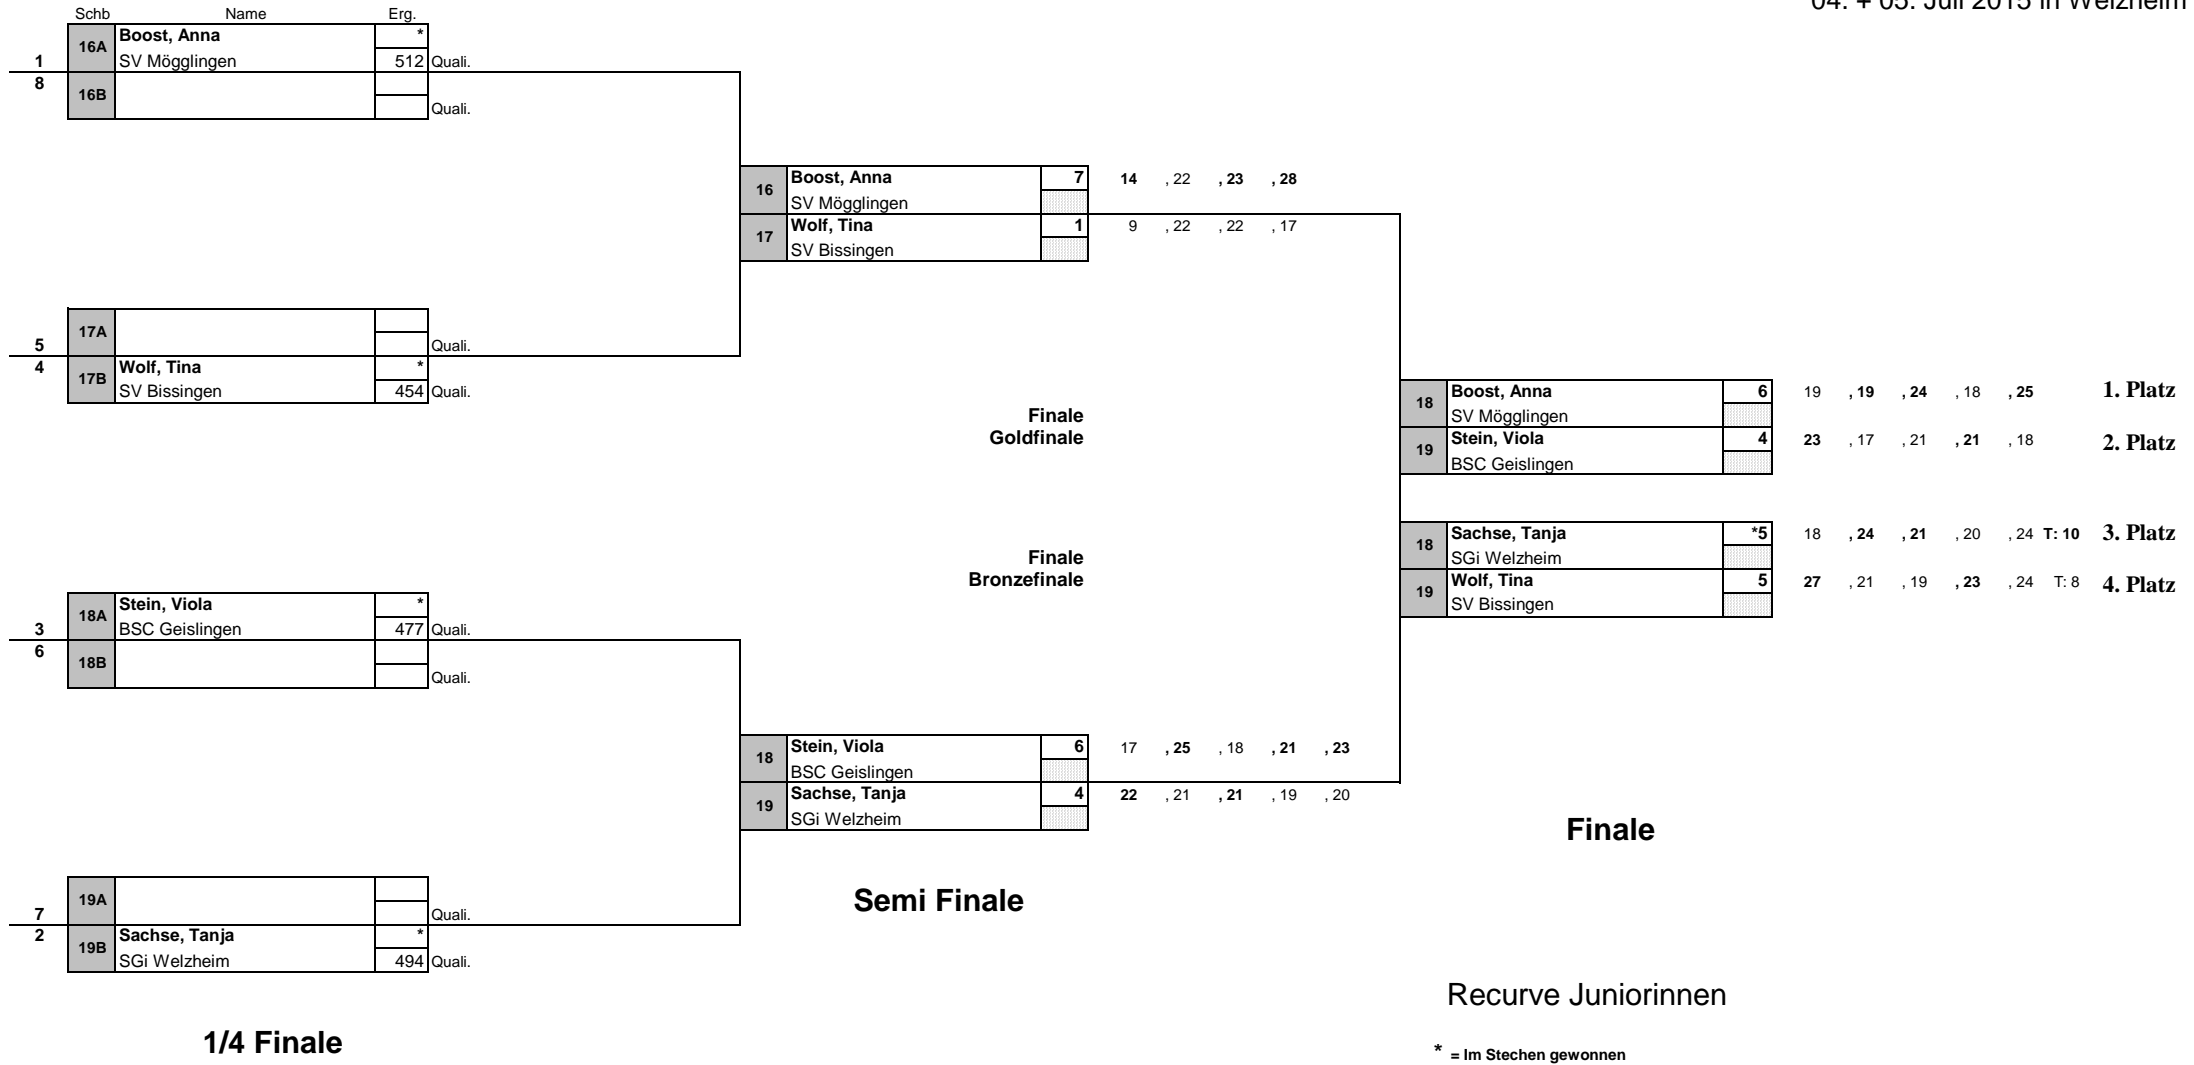 04. + 05. Juli 2015 in Welzheim
Schb Name Erg.
16A Boost, Anna *
1 SV Mögglingen 512 Quali.
8 16B
Quali.
16 Boost, Anna 7 14 , 22 , 23 , 28
SV Mögglingen
17 Wolf, Tina 1 9 , 22 , 22 , 17
SV Bissingen
17A
5 Quali.
4 17B Wolf, Tina *
SV Bissingen 454 Quali.
18 Boost, Anna 6 19 , 19 , 24 , 18 , 25 1. Platz
SV Mögglingen
Finale
Goldfinale
19 Stein, Viola 4 23 , 17 , 21 , 21 , 18 2. Platz
BSC Geislingen
18 Sachse, Tanja *5 18 , 24 , 21 , 20 , 24 T: 10 3. Platz
SGi Welzheim
Finale
Bronzefinale
19 Wolf, Tina 5 27 , 21 , 19 , 23 , 24 T: 8 4. Platz
SV Bissingen
18A Stein, Viola *
3 BSC Geislingen 477 Quali.
6 18B
Quali.
18 Stein, Viola 6 17 , 25 , 18 , 21 , 23
BSC Geislingen
19 Sachse, Tanja 4 22 , 21 , 21 , 19 , 20
SGi Welzheim
Finale
19A
7 Quali.
Semi Finale
2 19B Sachse, Tanja *
SGi Welzheim 494 Quali.
Recurve Juniorinnen
1/4 Finale
* = Im Stechen gewonnen